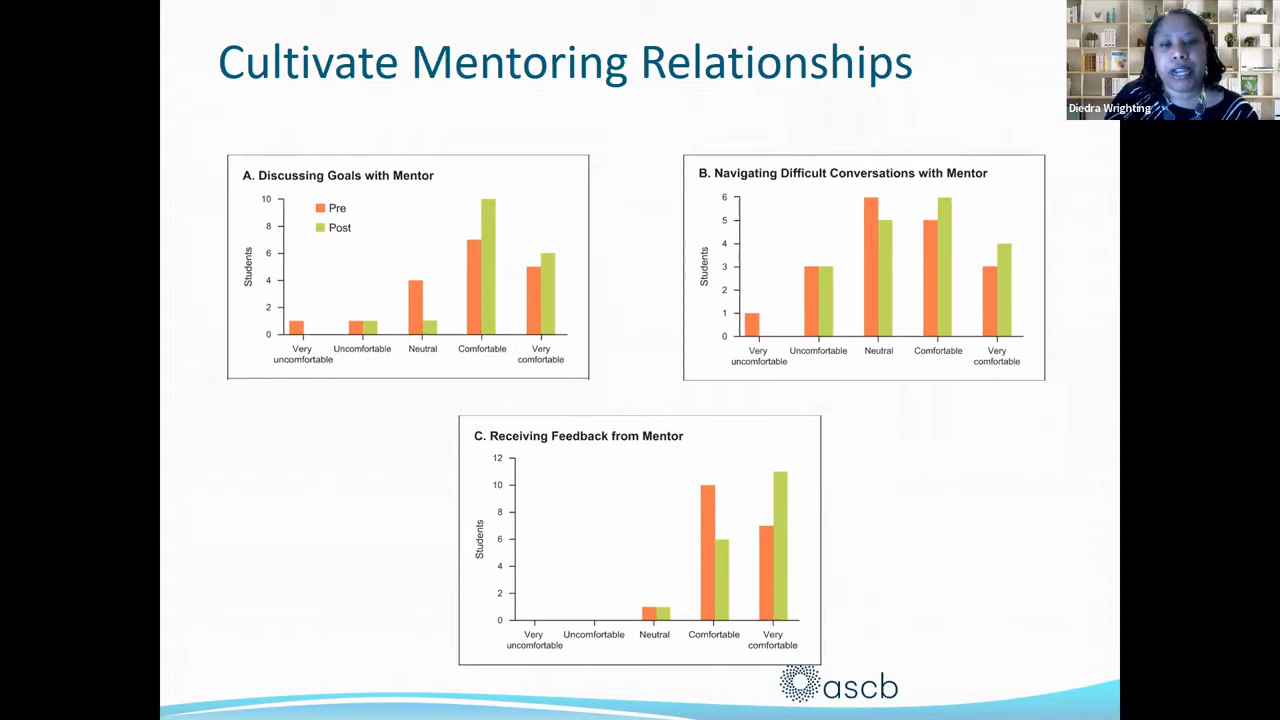 Cultivate Mentoring Relationships
Diedra Wrighting
A. Discussing Goals with Mentor
10
8
6
4
2
0
Students
Pre
Post
Very
uncomfortable
Uncomfortable
Neutral
Comfortable
Very
comfortable
B. Navigating Difficult Conversations with Mentor
6
5
4
3
2
1
0
Students
Very
uncomfortable
Uncomfortable
Neutral
Comfortable
Very
comfortable
C. Receiving Feedback from Mentor
12
10
8
6
4
2
0
Students
Very
uncomfortable
Uncomfortable
Neutral
Comfortable
Very
comfortable
ascb